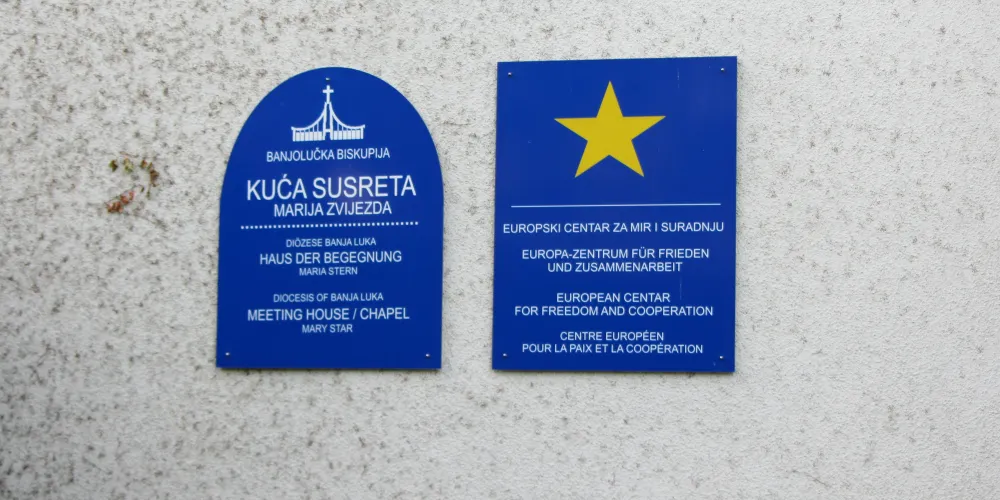 BANJOLUČKA BISKUPIJA
KUĆA SUSRETA
MARIJA ZVIJEZDA
DIÖZESE BANJA LUKA
HAUS DER BEGEGNUNG
MARIA STERN
DIOCESIS OF BANJA LUKA
MEETING HOUSE / CHAPEL
MARY STAR
EUROPSKI CENTAR ZA MIR I SURADNJU
EUROPA-ZENTRUM FÜR FRIEDEN
UND ZUSAMMENARBEIT
EUROPEAN CENTAR
FOR FREEDOM AND COOPERATION
CENTRE EUROPÉEN
POUR LA PAIX ET LA COOPÉRATION